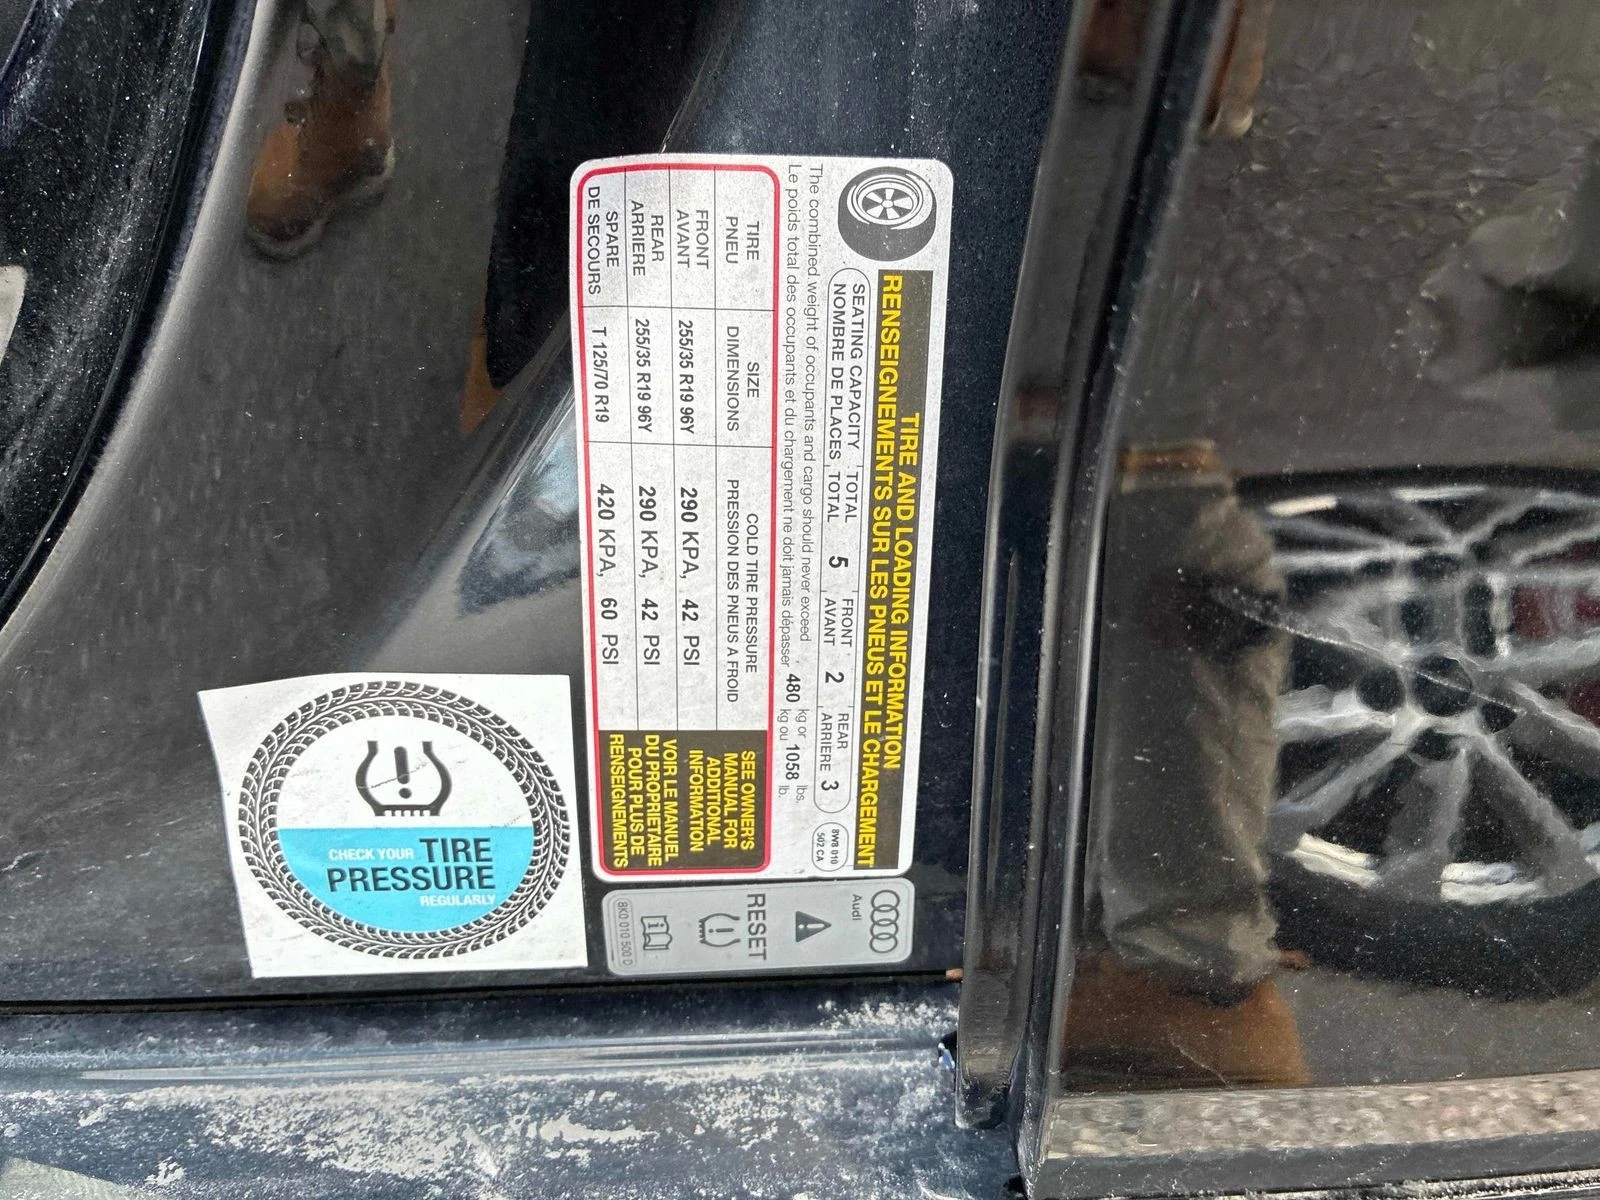 TIRE AND LOADING INFORMATION
RENSEIGNEMENTS SUR LES PNEUS ET LE CHARGEMENT
SEATING CAPACITY TOTAL 5 FRONT 2 REAR 3
NOMBRE DE PLACES TOTAL AVANT ARRIERE
8W8 010
502 CA
The combined weight of occupants and cargo should never exceed 480 kg or 1058 lbs.
Le poids total des occupants et du chargement ne doit jamais dépasser kg ou lb.
TIRE SIZE COLD TIRE PRESSURE
PNEU DIMENSIONS PRESSION DES PNEUS A FROID
FRONT
AVANT
255/35 R19 96Y 290 KPA, 42 PSI
REAR
ARRIERE
255/35 R19 96Y 290 KPA, 42 PSI
SPARE
DE SECOURS
T 125/70 R19 420 KPA, 60 PSI
SEE OWNER'S
MANUAL FOR
ADDITIONAL
INFORMATION
VOIR LE MANUEL
DU PROPRIETAIRE
POUR PLUS DE
RENSEIGNEMENTS
Audi
RESET
8K0 010 500 D
CHECK YOUR TIRE
PRESSURE
REGULARLY